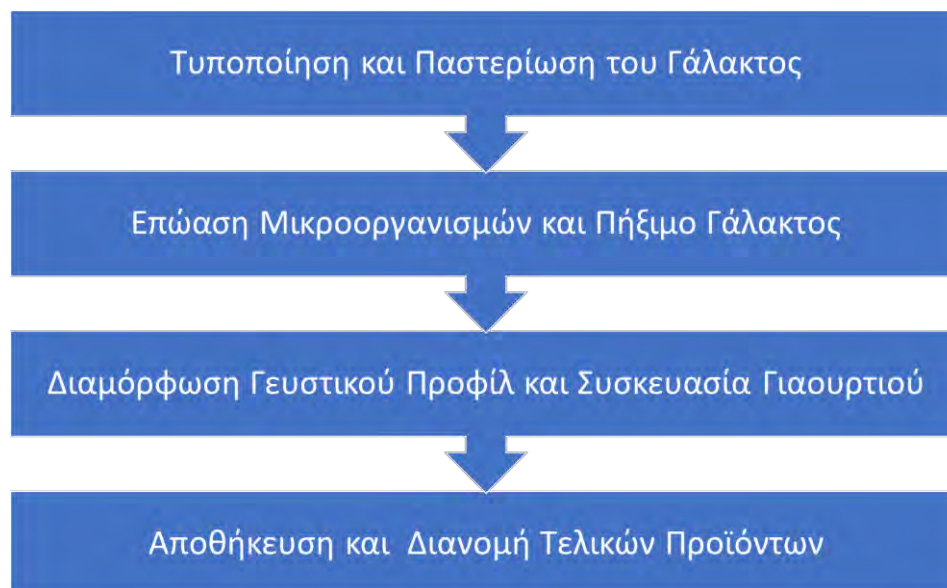 Τυποποίηση και Παστερίωση του Γάλακτος
Επώαση Μικροοργανισμών και Πήξιμο Γάλακτος
Διαμόρφωση Γευστικού Προφίλ και Συσκευασία Γιαουρτιού
Αποθήκευση και Διανομή Τελικών Προϊόντων